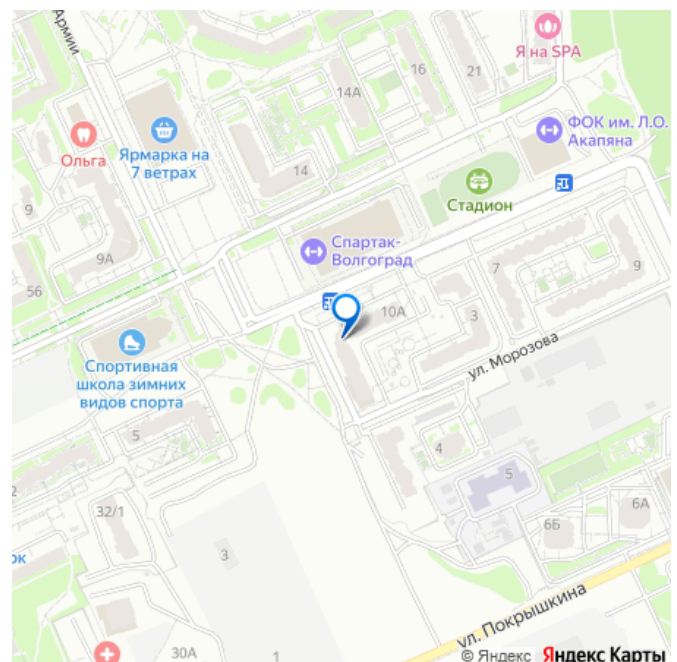 Армии
Я на SPA
16
21
14А
ФОК им. Л.О.
Акапяна
Ольга
Ярмарка на
7 ветрах
14
Стадион
9
Спартак-
Волгоград
9А
7
9
56
10А
3
Спортивная
школа зимних
видов спорта
ул. Морозова
5
4
5
2
32/1
6А
6Б
рк
3
ул. Покрышкина
30А
1
© Яндекс Яндекс Карты